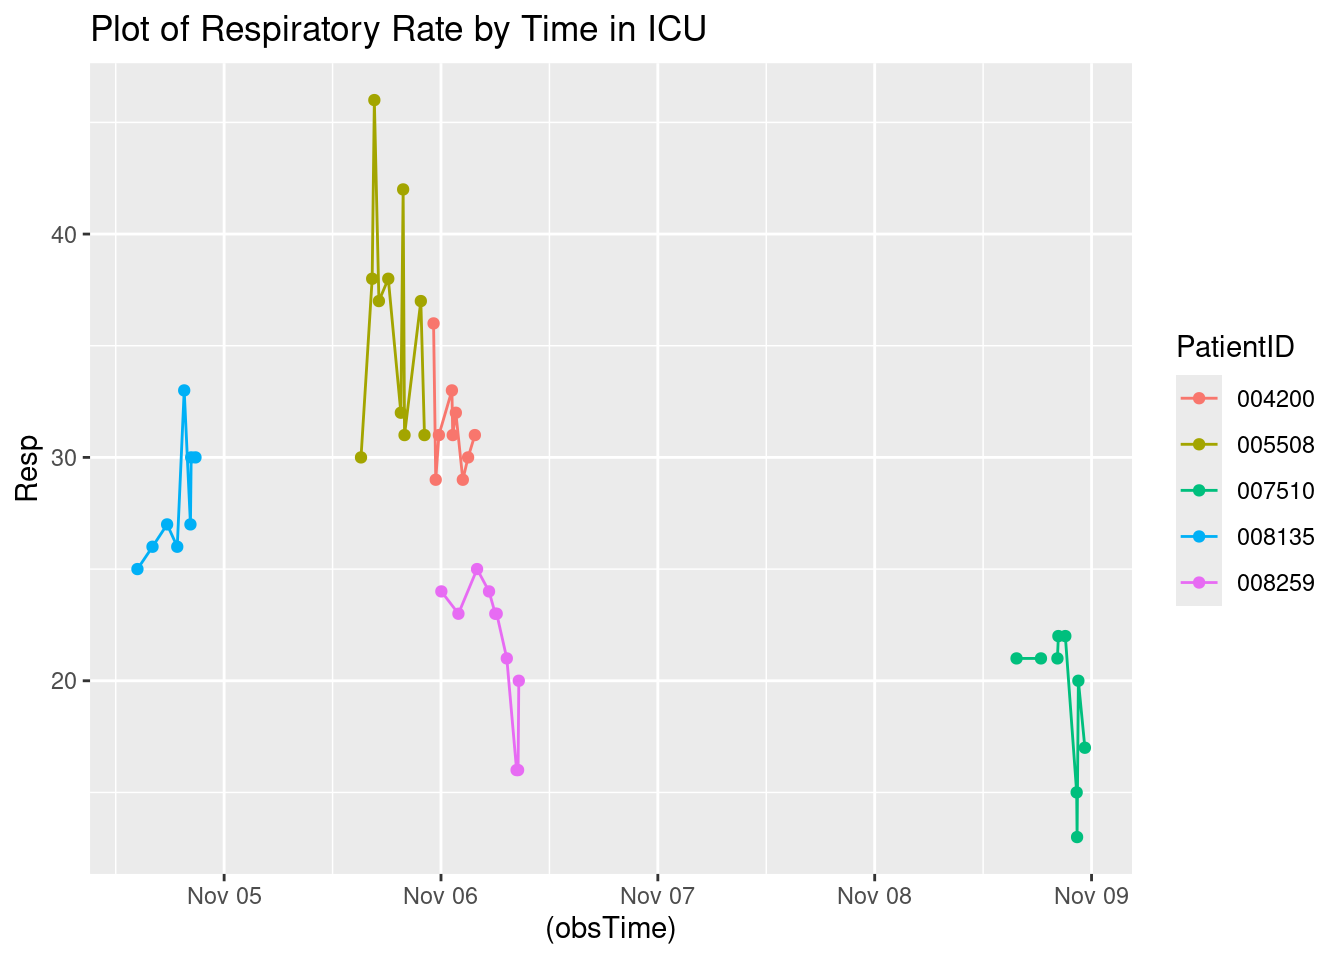 Plot of Respiratory Rate by Time in ICU
Resp
40
30
20
Nov 05
Nov 06
Nov 07
Nov 08
Nov 09
(obsTime)
PatientID
004200
005508
007510
008135
008259